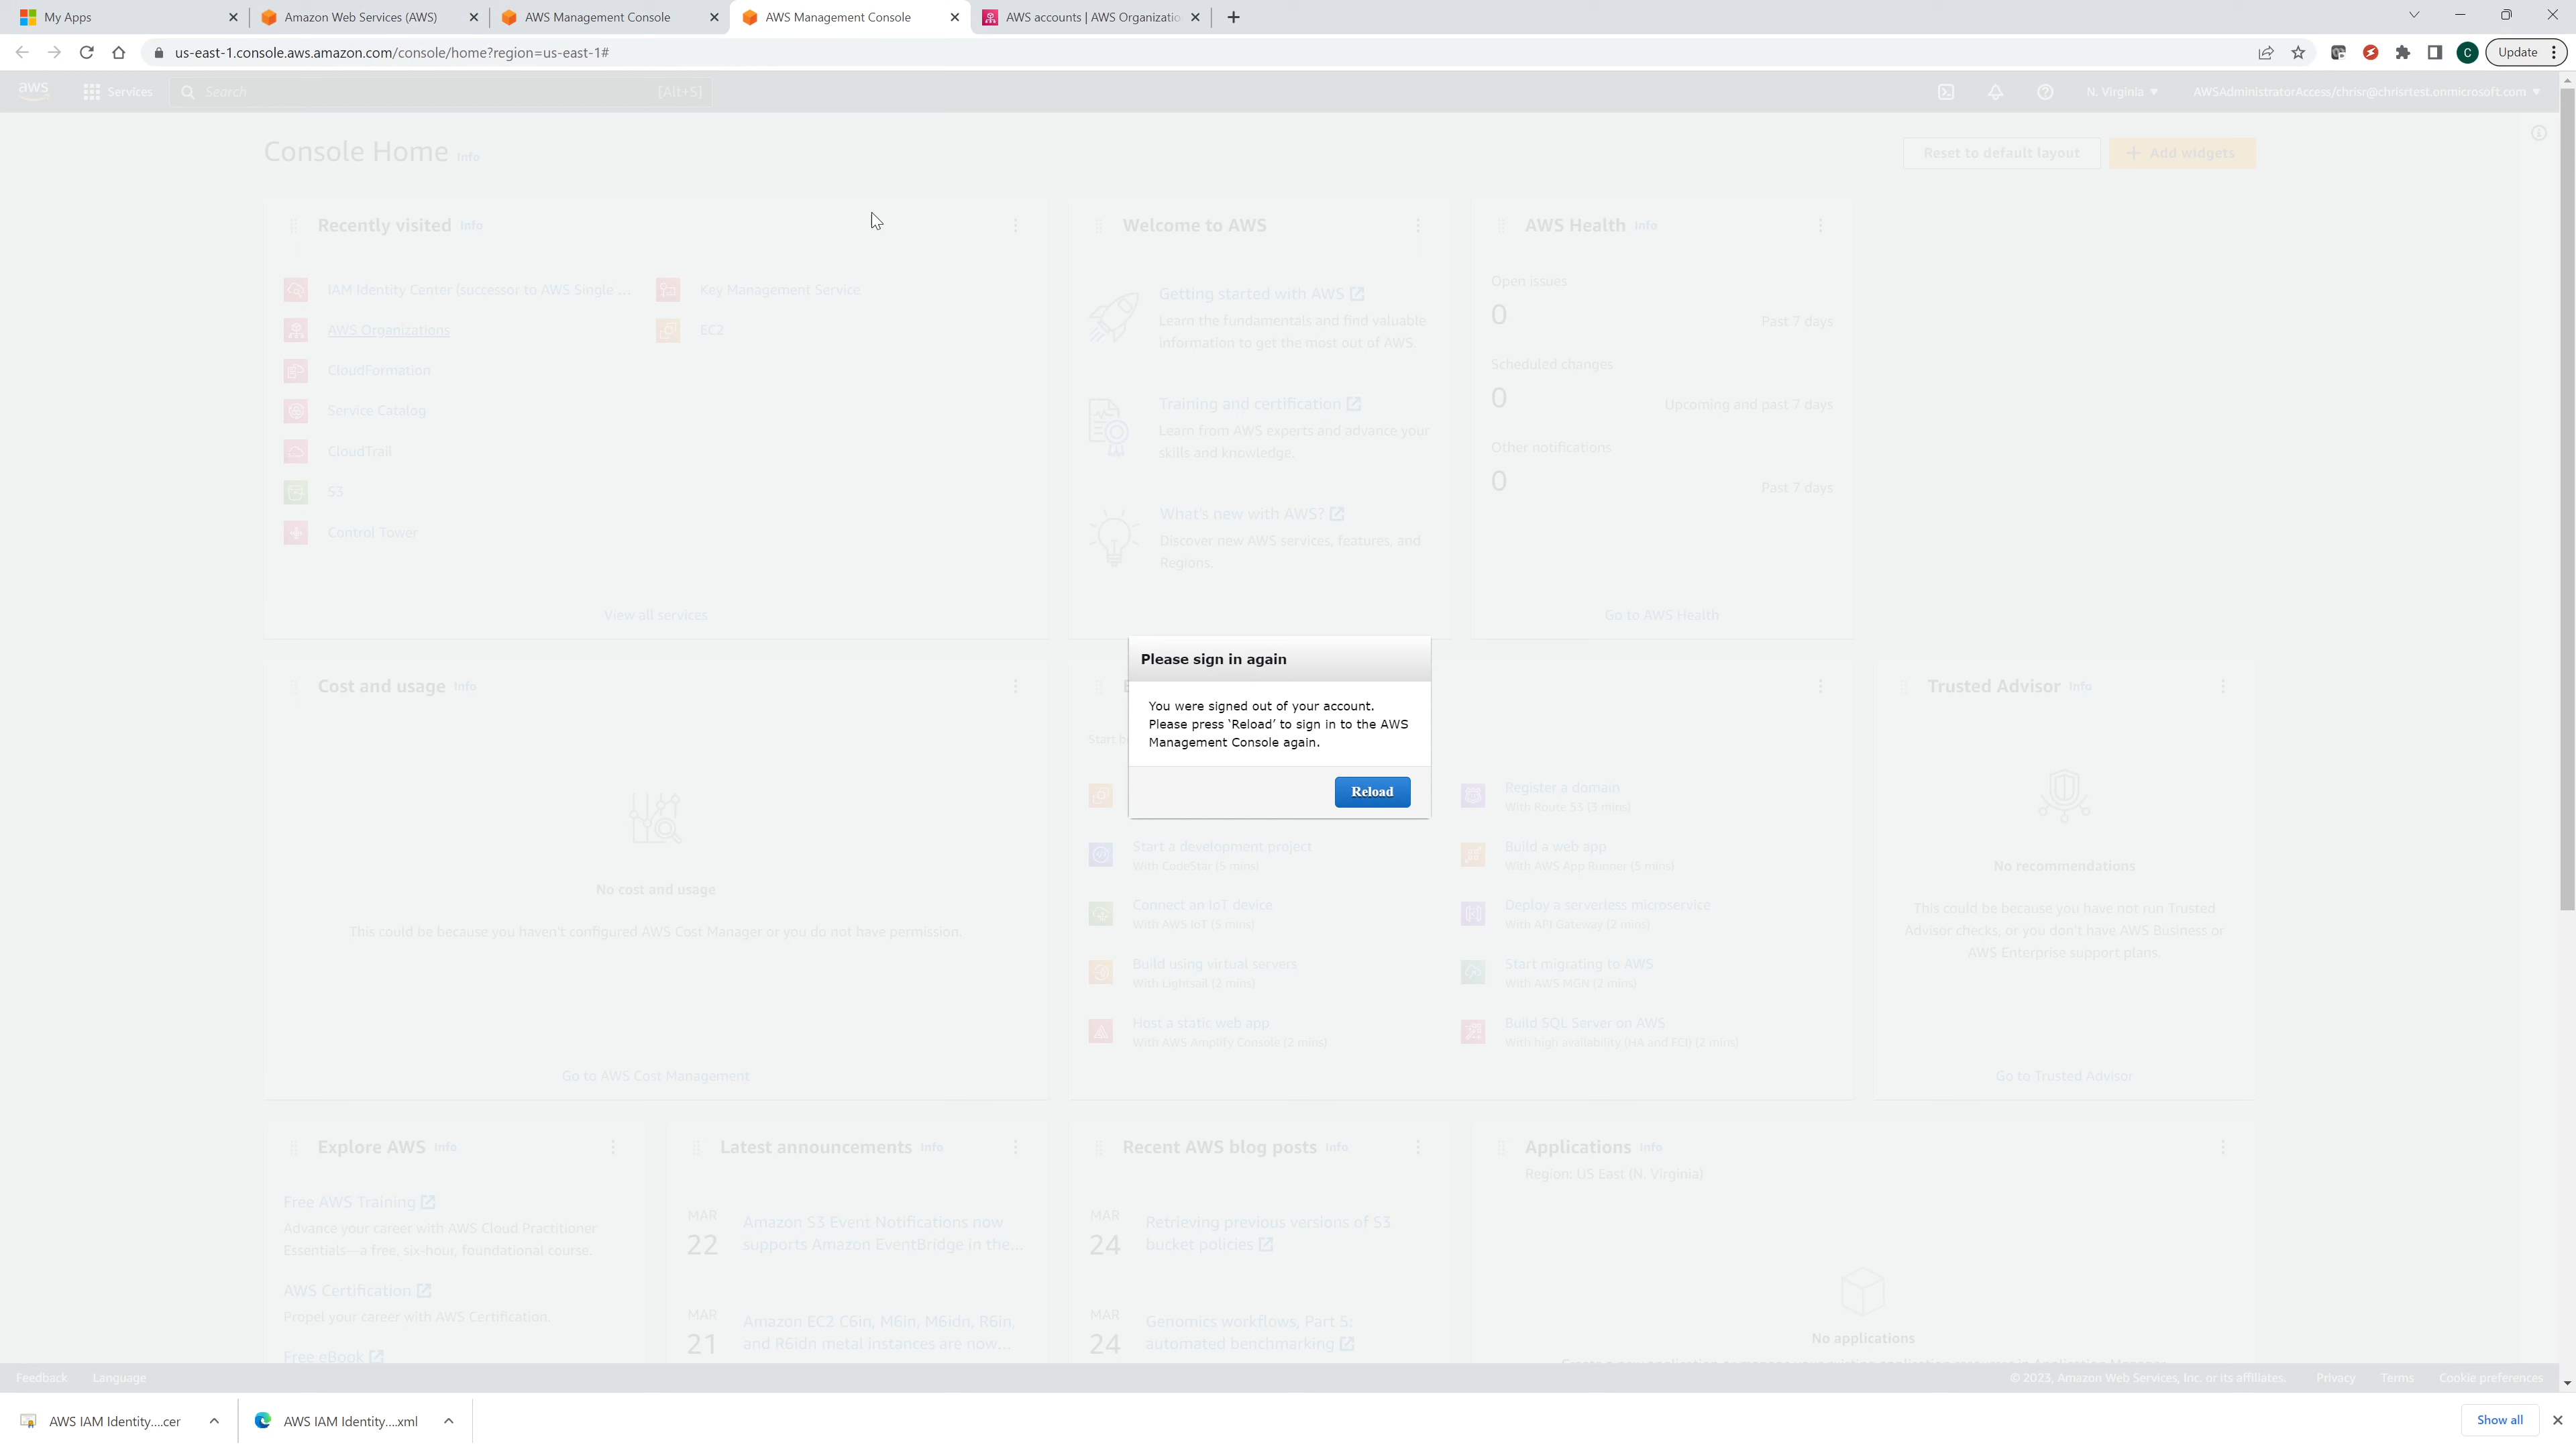 My Apps
Amazon Web Services (AWS)
AWS Management Console
AWS Management Console
AWS accounts | AWS Organizatio
us-east-1.console.aws.amazon.com/console/home?region=us-east-1#
C
Update
aws
Services
Search
[Alt+S]
N. Virginia
AWSAdministratorAccess/chrisr@chrisrtest.onmicrosoft.com
Console Home Info
Reset to default layout
Add widgets
Recently visited Info
IAM Identity Center (successor to AWS Single ...
AWS Organizations
CloudFormation
Service Catalog
CloudTrail
S3
Control Tower
Key Management Service
EC2
View all services
Welcome to AWS
Getting started with AWS
Learn the fundamentals and find valuable
information to get the most out of AWS.
Training and certification
Learn from AWS experts and advance your
skills and knowledge.
What's new with AWS?
Discover new AWS services, features, and
Regions.
AWS Health Info
Open issues
0
Past 7 days
Scheduled changes
0
Upcoming and past 7 days
Other notifications
0
Past 7 days
Go to AWS Health
Please sign in again
You were signed out of your account.
Please press ‘Reload’ to sign in to the AWS
Management Console again.
Reload
Cost and usage Info
No cost and usage
This could be because you haven't configured AWS Cost Manager or you do not have permission.
Go to AWS Cost Management
Start a development project
With CodeStar (5 mins)
Connect an IoT device
With AWS IoT (5 mins)
Build using virtual servers
With Lightsail (2 mins)
Host a static web app
With AWS Amplify Console (2 mins)
Register a domain
With Route 53 (3 mins)
Build a web app
With AWS App Runner (5 mins)
Deploy a serverless microservice
With API Gateway (2 mins)
Start migrating to AWS
With AWS MGN (2 mins)
Build SQL Server on AWS
With high availability (HA and FCI) (2 mins)
Trusted Advisor Info
No recommendations
This could be because you have not run Trusted
Advisor checks, or you don't have AWS Business or
AWS Enterprise support plans.
Go to Trusted Advisor
Explore AWS Info
Free AWS Training
Advance your career with AWS Cloud Practitioner
Essentials—a free, six-hour, foundational course.
AWS Certification
Propel your career with AWS Certification.
Free eBook
Latest announcements Info
MAR
22
Amazon S3 Event Notifications now
supports Amazon EventBridge in the...
MAR
21
Amazon EC2 C6in, M6in, M6idn, R6in,
and R6idn metal instances are now...
Recent AWS blog posts Info
MAR
24
Retrieving previous versions of S3
bucket policies
MAR
24
Genomics workflows, Part 5:
automated benchmarking
Applications Info
Region: US East (N. Virginia)
No applications
Feedback
Language
© 2023, Amazon Web Services, Inc. or its affiliates.
Privacy
Terms
Cookie preferences
AWS IAM Identity....cer
AWS IAM Identity....xml
Show all